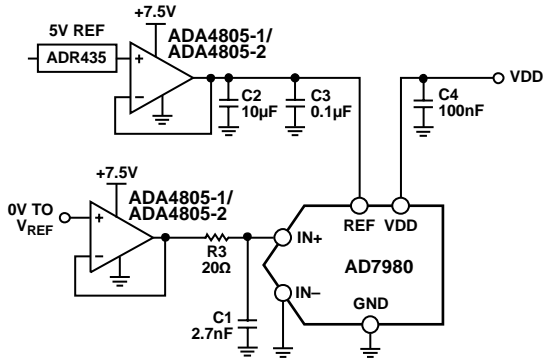 +7.5V
5V REF
ADR435
ADA4805-1/
ADA4805-2
+
−
C2
10µF
C3
0.1µF
C4
100nF
VDD
+7.5V
ADA4805-1/
ADA4805-2
0V TO
VREF
+
−
R3
20Ω
C1
2.7nF
REF
VDD
IN+
AD7980
IN−
GND